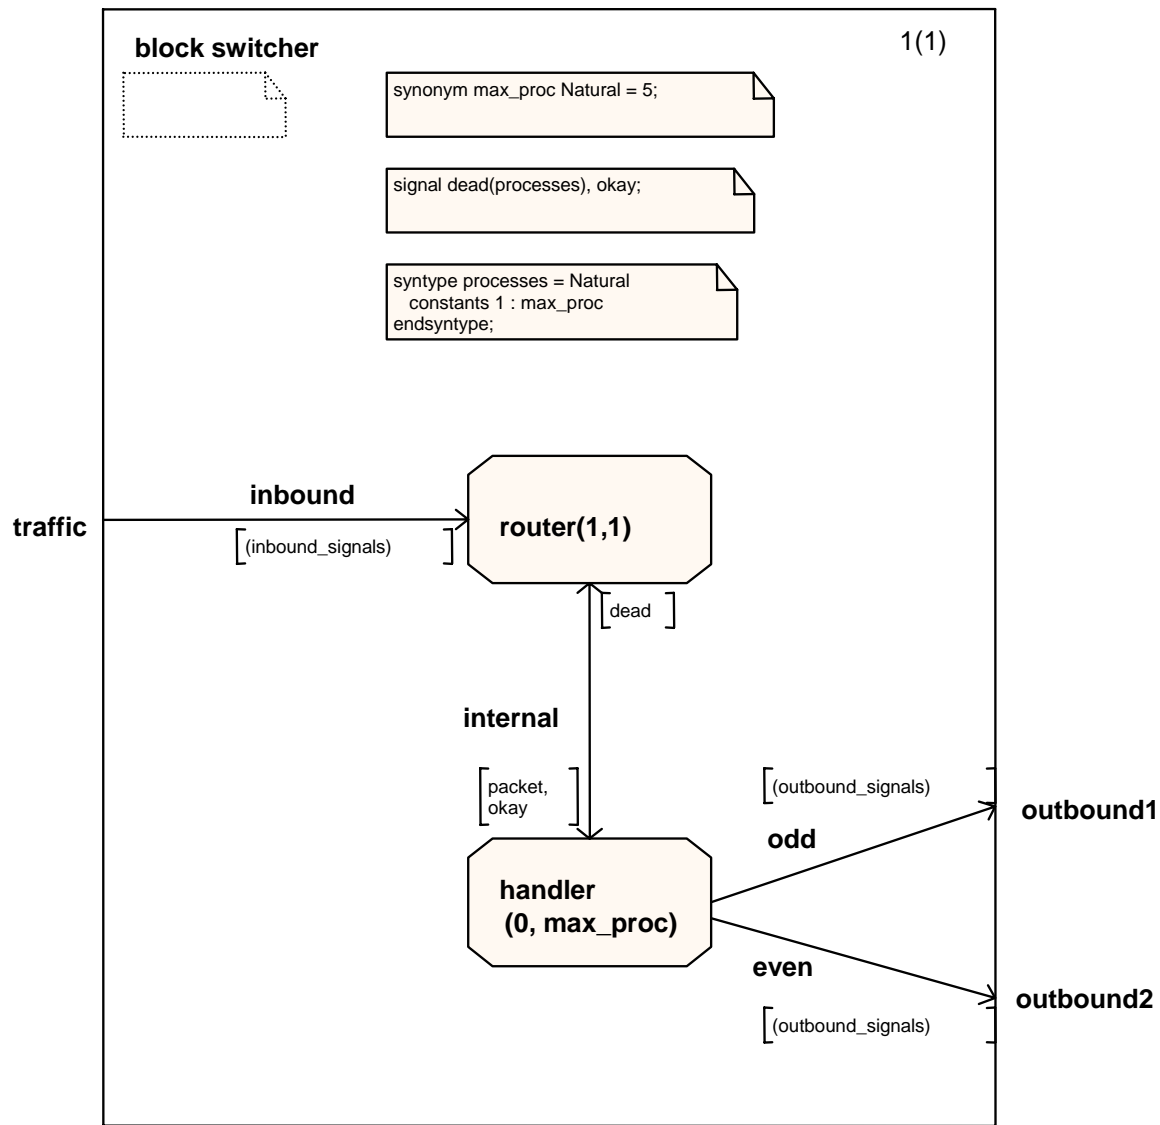 block switcher
1(1)
synonym max_proc Natural = 5;
signal dead(processes), okay;
syntype processes = Natural
constants 1 : max_proc
endsyntype;
inbound
traffic
(inbound_signals)
router(1,1)
dead
internal
packet,
okay
(outbound_signals)
outbound1
odd
handler
(0, max_proc)
even
outbound2
(outbound_signals)